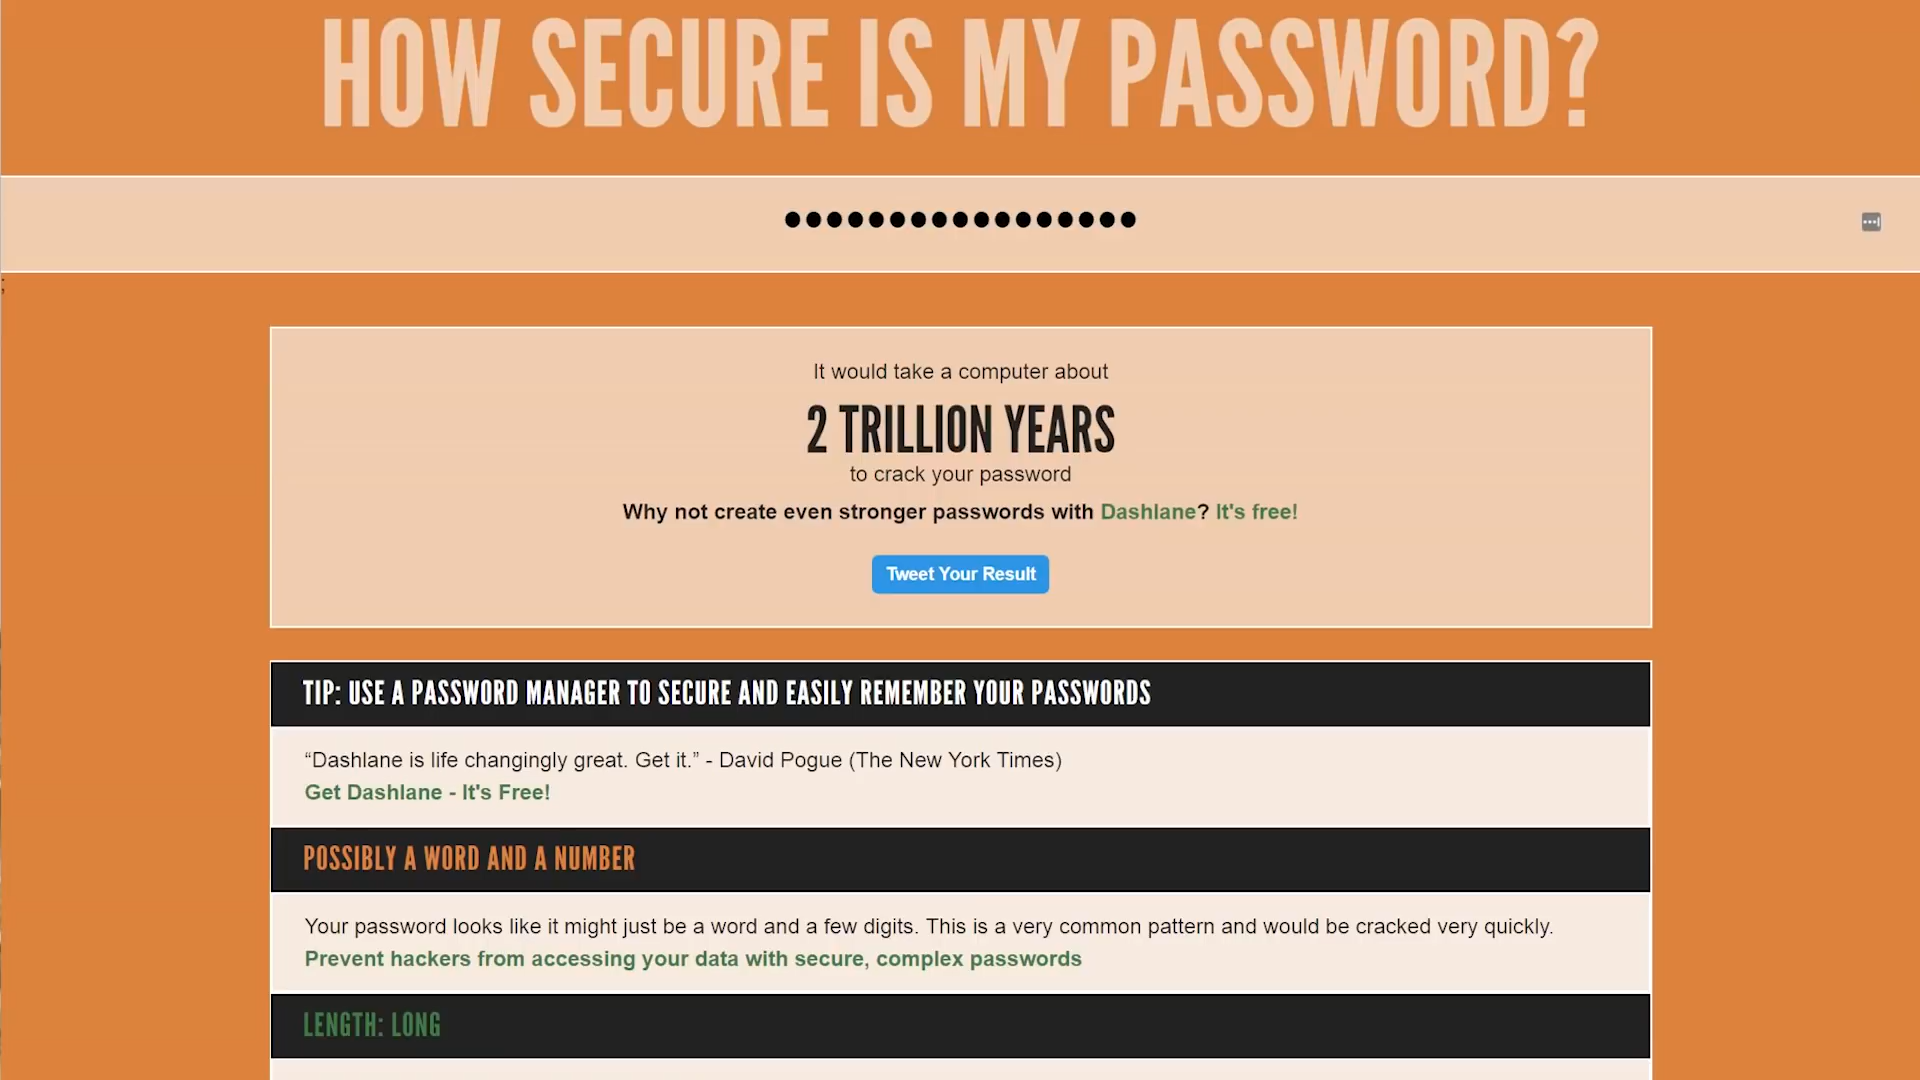 HOW SECURE IS MY PASSWORD?
•••••••••••••••••
;
It would take a computer about
2 TRILLION YEARS
to crack your password
Why not create even stronger passwords with Dashlane? It's free!
Tweet Your Result
TIP: USE A PASSWORD MANAGER TO SECURE AND EASILY REMEMBER YOUR PASSWORDS
“Dashlane is life changingly great. Get it.” - David Pogue (The New York Times)
Get Dashlane - It's Free!
POSSIBLY A WORD AND A NUMBER
Your password looks like it might just be a word and a few digits. This is a very common pattern and would be cracked very quickly.
Prevent hackers from accessing your data with secure, complex passwords
LENGTH: LONG